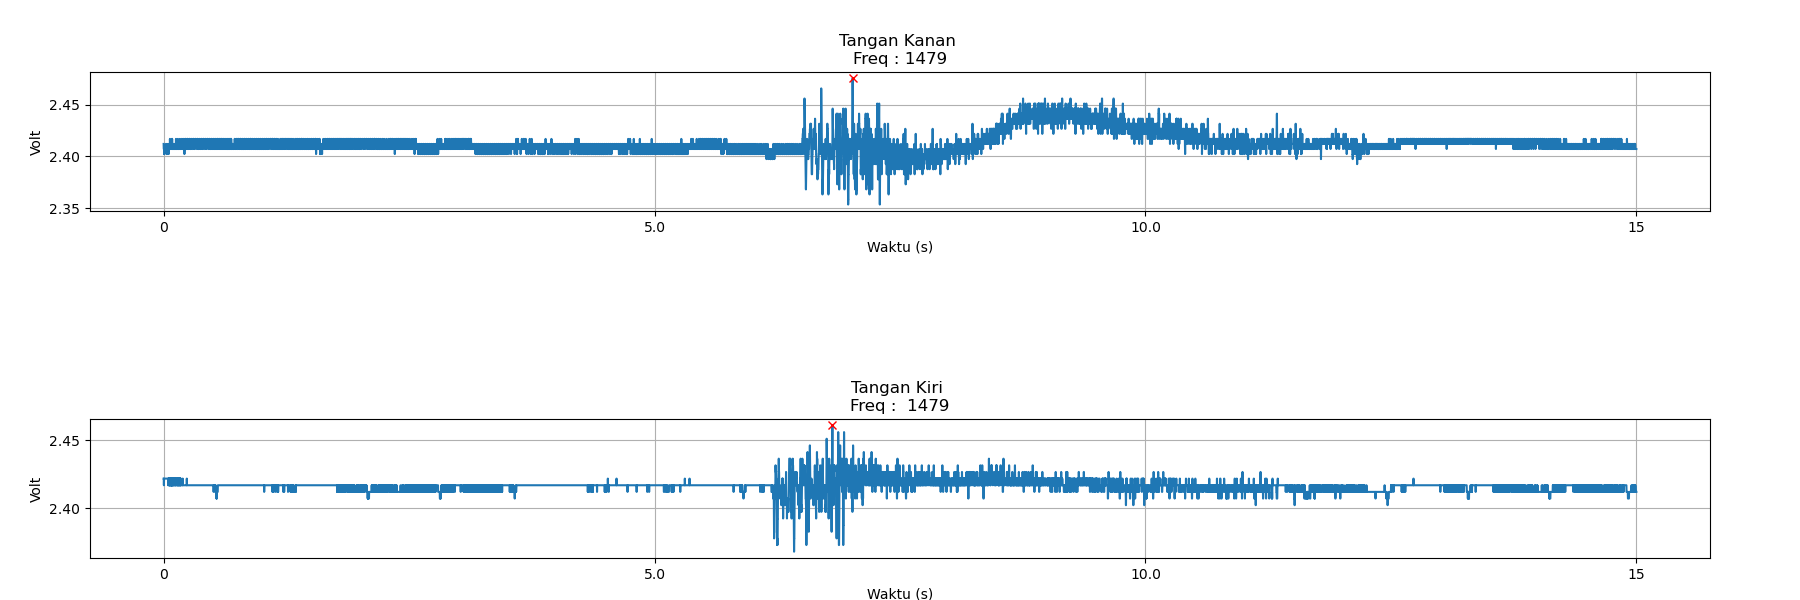 Tangan Kanan
Freq : 1479
Volt
2.45
2.40
2.35
0 5.0 10.0 15
Waktu (s)
Tangan Kiri
Freq :  1479
Volt
2.45
2.40
0 5.0 10.0 15
Waktu (s)